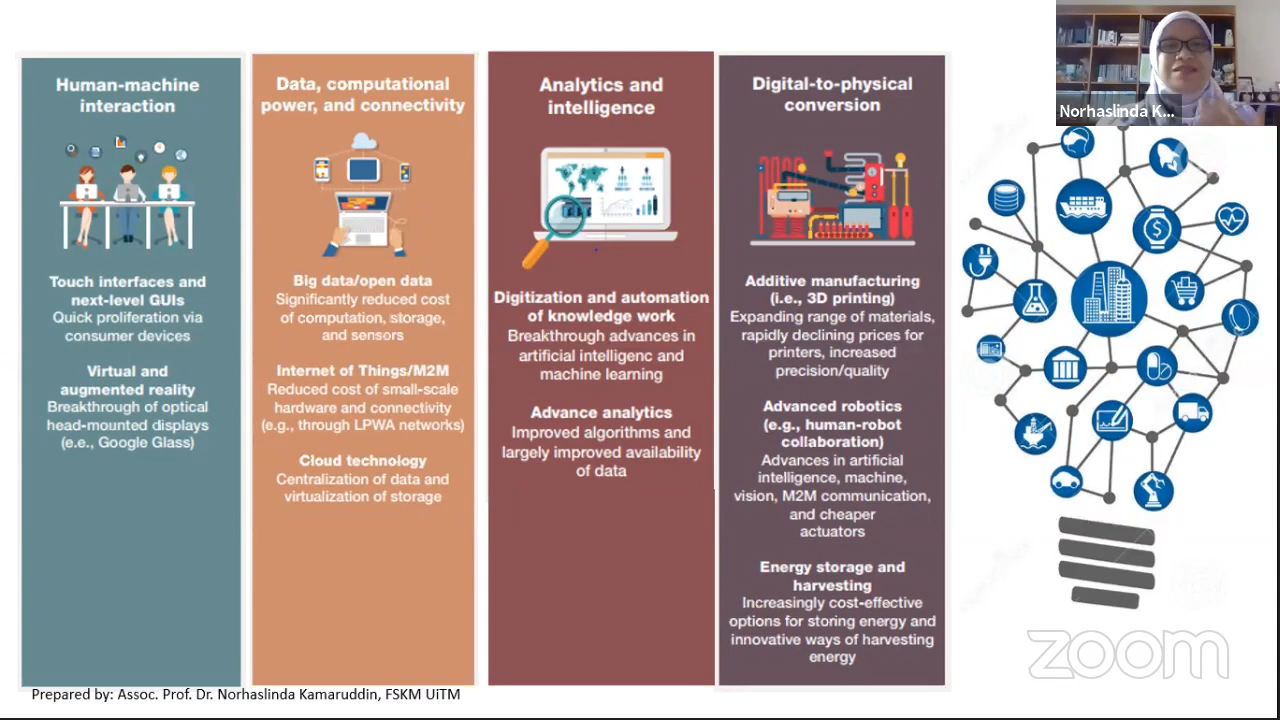 Human-machine
interaction
Touch interfaces and
next-level GUIs
Quick proliferation via
consumer devices
Virtual and
augmented reality
Breakthrough of optical
head-mounted displays
(e.e., Google Glass)
Data, computational
power, and connectivity
Big data/open data
Significantly reduced cost
of computation, storage,
and sensors
Internet of Things/M2M
Reduced cost of small-scale
hardware and connectivity
(e.g., through LPWA networks)
Cloud technology
Centralization of data and
virtualization of storage
Analytics and
intelligence
Digitization and automation
of knowledge work
Breakthrough advances in
artificial intelligenc and
machine learning
Advance analytics
Improved algorithms and
largely improved availability
of data
Digital-to-physical
conversion
Additive manufacturing
(i.e., 3D printing)
Expanding range of materials,
rapidly declining prices for
printers, increased
precision/quality
Advanced robotics
(e.g., human-robot
collaboration)
Advances in artificial
intelligence, machine,
vision, M2M communication,
and cheaper
actuators
Energy storage and
harvesting
Increasingly cost-effective
options for storing energy and
innovative ways of harvesting
energy
Norhaslinda K...
zoom
Prepared by: Assoc. Prof. Dr. Norhaslinda Kamaruddin, FSKM UiTM